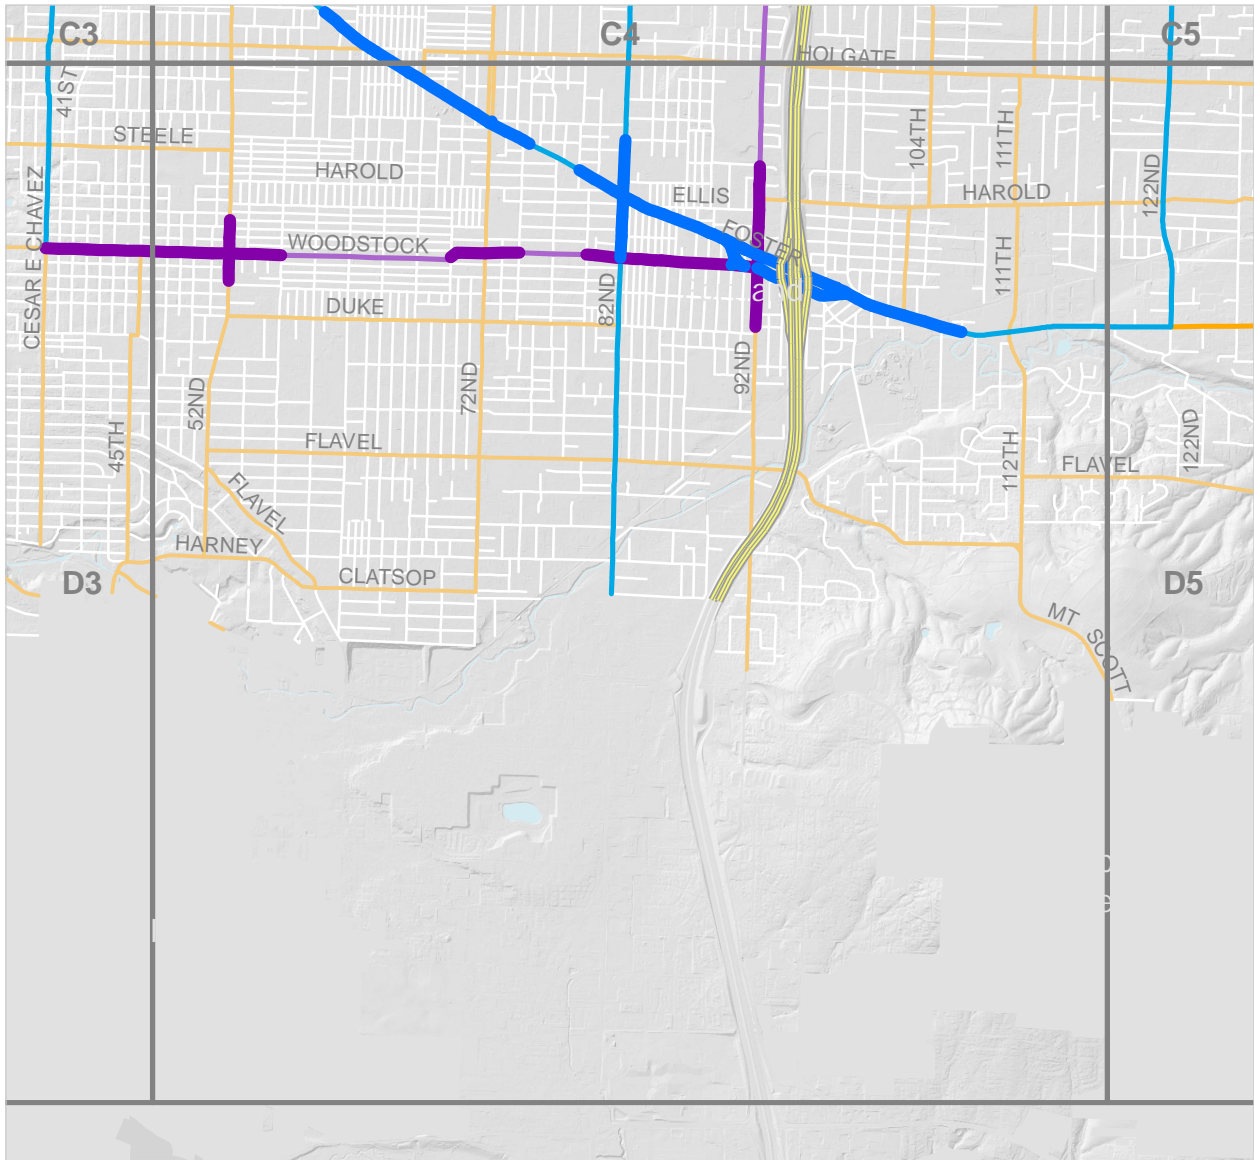 C3
C4
C5
HOLGATE
41ST
STEELE
104TH
111TH
HAROLD
122ND
ELLIS
HAROLD
CESAR E CHAVEZ
FOSTER
WOODSTOCK
111TH
a d
82ND
DUKE
92ND
72ND
52ND
45TH
FLAVEL
112TH
FLAVEL
122ND
FLAVEL
HARNEY
CLATSOP
D3
D5
MT SCOTT